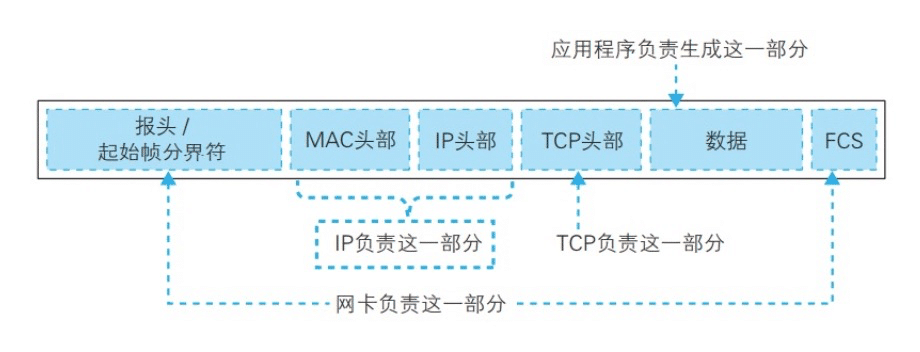 应用程序负责生成这一部分
报头 /
起始帧分界符
MAC头部
IP头部
TCP头部
数据
FCS
IP负责这一部分
TCP负责这一部分
网卡负责这一部分